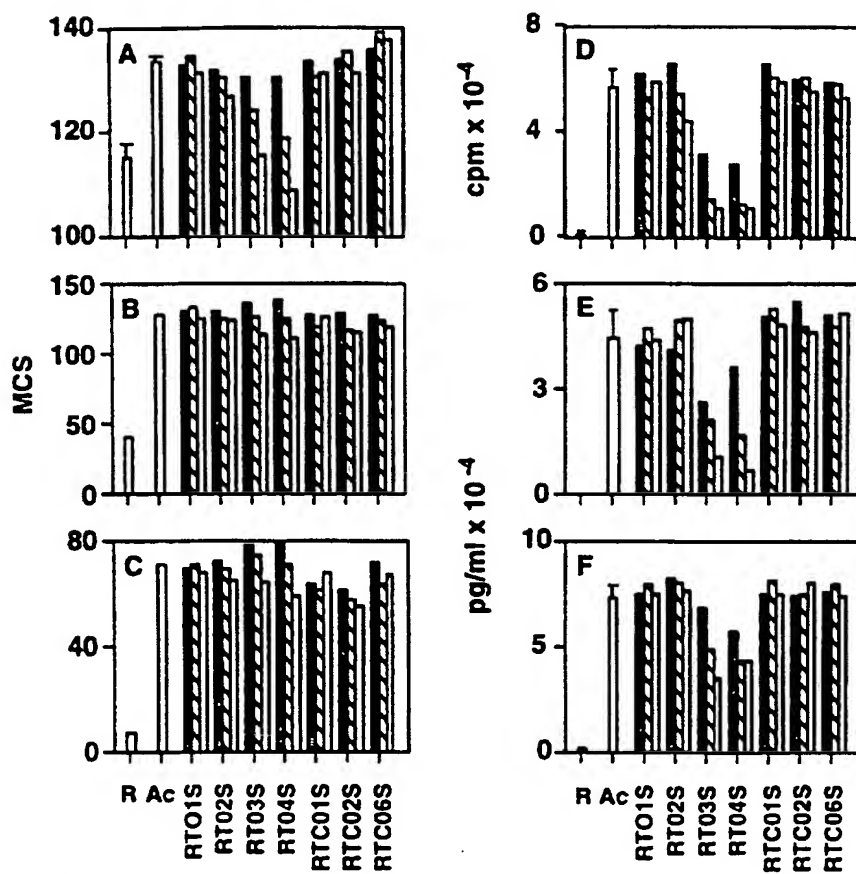 A
140
120
100
B
150
100
50
0
MCS
C
80
40
0
R Ac RTO1S RT02S RT03S RT04S RTC01S RTC02S RTC06S
D
8
4
0
cpm x 10⁻⁴
E
6
3
0
pg/ml x 10⁻⁴
F
10
5
0
R Ac RTO1S RT02S RT03S RT04S RTC01S RTC02S RTC06S